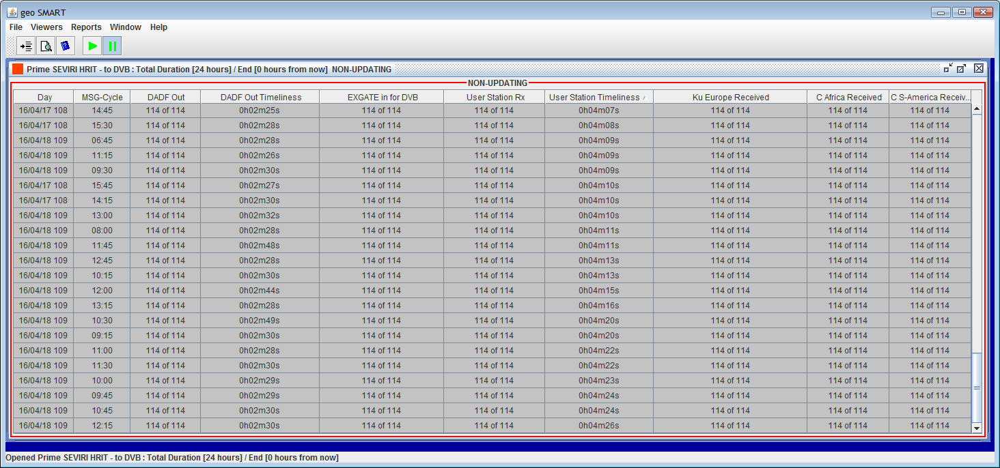 geo SMART
File Viewers Reports Window Help
Prime SEVIRI HRIT - to DVB : Total Duration [24 hours] / End [0 hours from now] NON-UPDATING
NON-UPDATING
Day MSG-Cycle DADF Out DADF Out Timeliness EXGATE in for DVB User Station Rx User Station Timeliness Ku Europe Received C Africa Received C S-America Receiv...
16/04/17 108 14:45 114 of 114 0h02m25s 114 of 114 114 of 114 0h04m07s 114 of 114 114 of 114 114 of 114
16/04/17 108 15:30 114 of 114 0h02m28s 114 of 114 114 of 114 0h04m08s 114 of 114 114 of 114 114 of 114
16/04/18 109 06:45 114 of 114 0h02m28s 114 of 114 114 of 114 0h04m09s 114 of 114 114 of 114 114 of 114
16/04/18 109 11:15 114 of 114 0h02m26s 114 of 114 114 of 114 0h04m09s 114 of 114 114 of 114 114 of 114
16/04/18 109 09:30 114 of 114 0h02m30s 114 of 114 114 of 114 0h04m09s 114 of 114 114 of 114 114 of 114
16/04/17 108 15:45 114 of 114 0h02m27s 114 of 114 114 of 114 0h04m10s 114 of 114 114 of 114 114 of 114
16/04/17 108 14:15 114 of 114 0h02m30s 114 of 114 114 of 114 0h04m10s 114 of 114 114 of 114 114 of 114
16/04/18 109 13:00 114 of 114 0h02m32s 114 of 114 114 of 114 0h04m10s 114 of 114 114 of 114 114 of 114
16/04/18 109 08:00 114 of 114 0h02m28s 114 of 114 114 of 114 0h04m11s 114 of 114 114 of 114 114 of 114
16/04/18 109 11:45 114 of 114 0h02m48s 114 of 114 114 of 114 0h04m11s 114 of 114 114 of 114 114 of 114
16/04/18 109 12:45 114 of 114 0h02m28s 114 of 114 114 of 114 0h04m13s 114 of 114 114 of 114 114 of 114
16/04/18 109 10:15 114 of 114 0h02m30s 114 of 114 114 of 114 0h04m13s 114 of 114 114 of 114 114 of 114
16/04/18 109 12:00 114 of 114 0h02m44s 114 of 114 114 of 114 0h04m15s 114 of 114 114 of 114 114 of 114
16/04/18 109 13:15 114 of 114 0h02m28s 114 of 114 114 of 114 0h04m16s 114 of 114 114 of 114 114 of 114
16/04/18 109 10:30 114 of 114 0h02m49s 114 of 114 114 of 114 0h04m20s 114 of 114 114 of 114 114 of 114
16/04/18 109 09:15 114 of 114 0h02m30s 114 of 114 114 of 114 0h04m20s 114 of 114 114 of 114 114 of 114
16/04/18 109 11:00 114 of 114 0h02m28s 114 of 114 114 of 114 0h04m22s 114 of 114 114 of 114 114 of 114
16/04/18 109 11:30 114 of 114 0h02m30s 114 of 114 114 of 114 0h04m22s 114 of 114 114 of 114 114 of 114
16/04/18 109 10:00 114 of 114 0h02m29s 114 of 114 114 of 114 0h04m23s 114 of 114 114 of 114 114 of 114
16/04/18 109 09:45 114 of 114 0h02m29s 114 of 114 114 of 114 0h04m24s 114 of 114 114 of 114 114 of 114
16/04/18 109 10:45 114 of 114 0h02m30s 114 of 114 114 of 114 0h04m24s 114 of 114 114 of 114 114 of 114
16/04/18 109 12:15 114 of 114 0h02m30s 114 of 114 114 of 114 0h04m26s 114 of 114 114 of 114 114 of 114
Opened Prime SEVIRI HRIT - to DVB : Total Duration [24 hours] / End [0 hours from now]